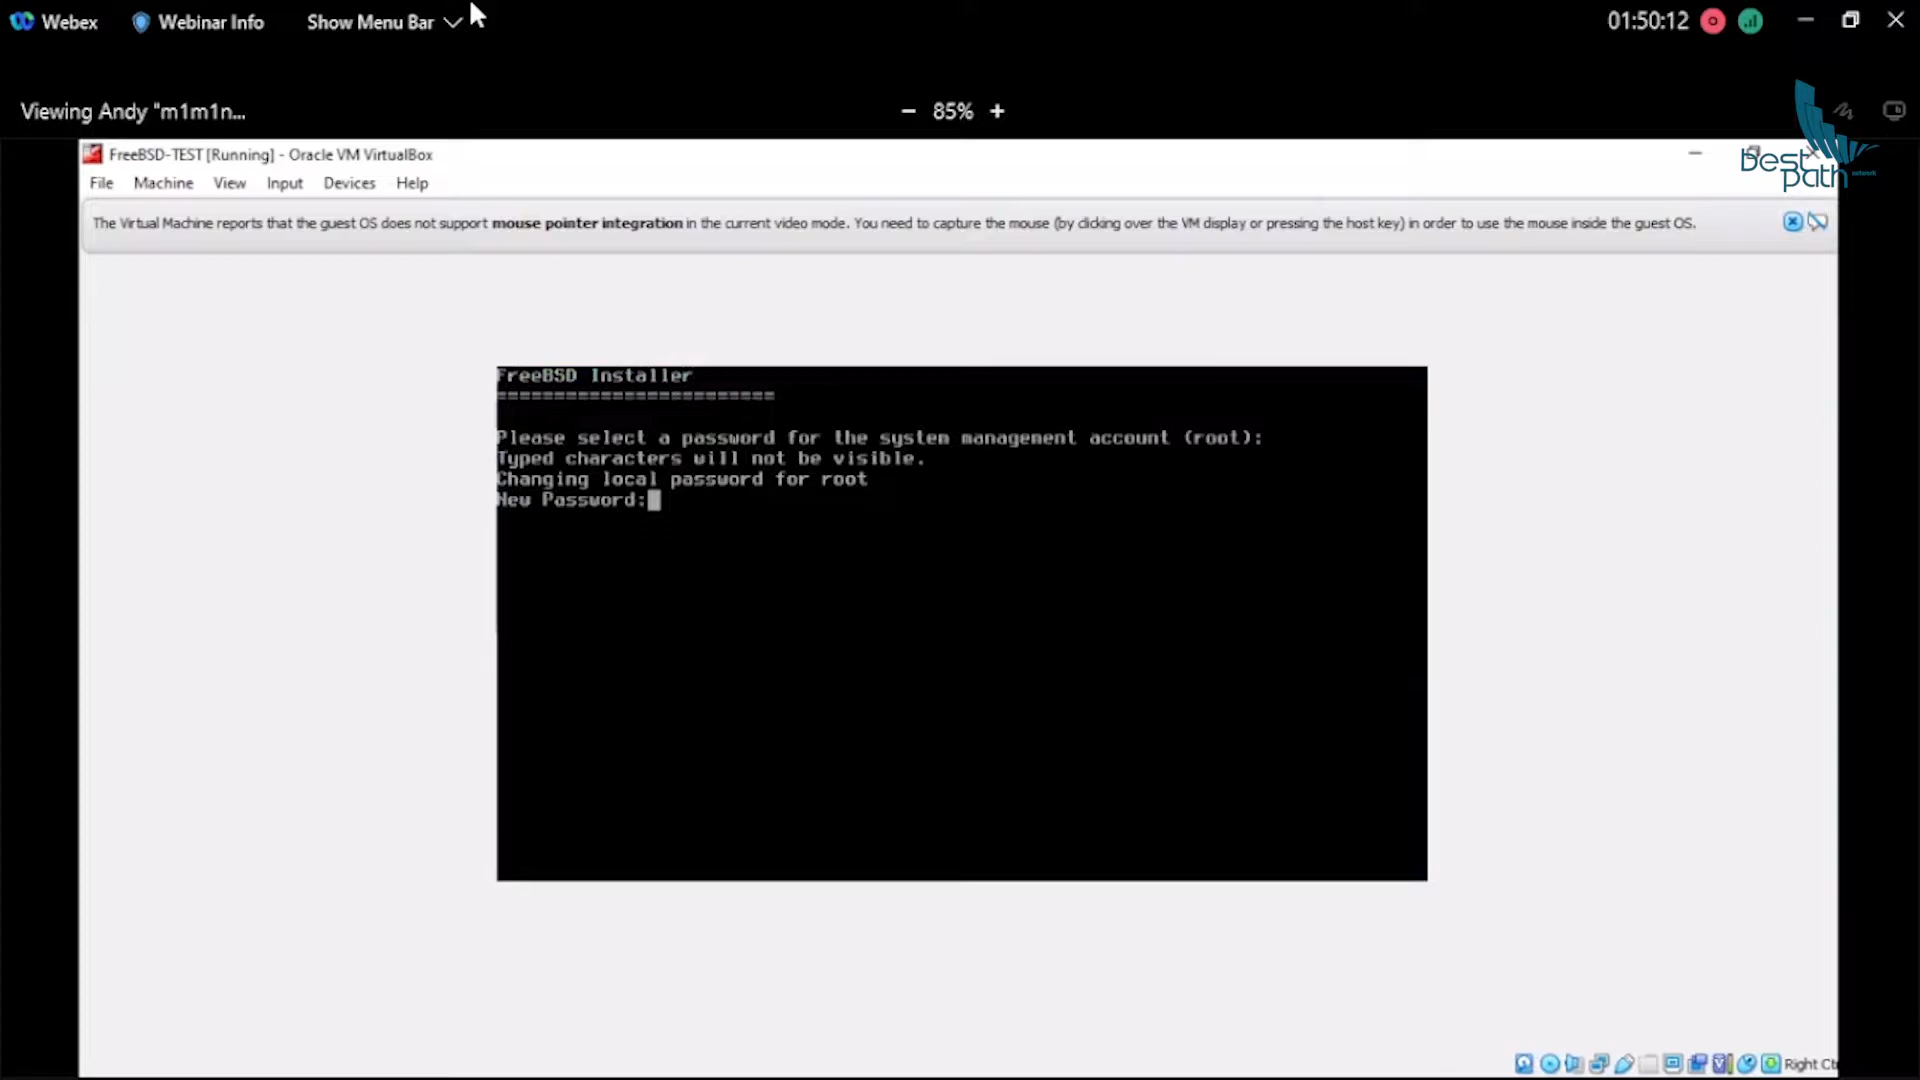 Webex Webinar Info Show Menu Bar 01:50:12
Viewing Andy "m1m1n... − 85% +
best path network
FreeBSD-TEST [Running] - Oracle VM VirtualBox
File Machine View Input Devices Help
The Virtual Machine reports that the guest OS does not support mouse pointer integration in the current video mode. You need to capture the mouse (by clicking over the VM display or pressing the host key) in order to use the mouse inside the guest OS.
FreeBSD Installer
========================
Please select a password for the system management account (root):
Typed characters will not be visible.
Changing local password for root
New Password:
Right Ct